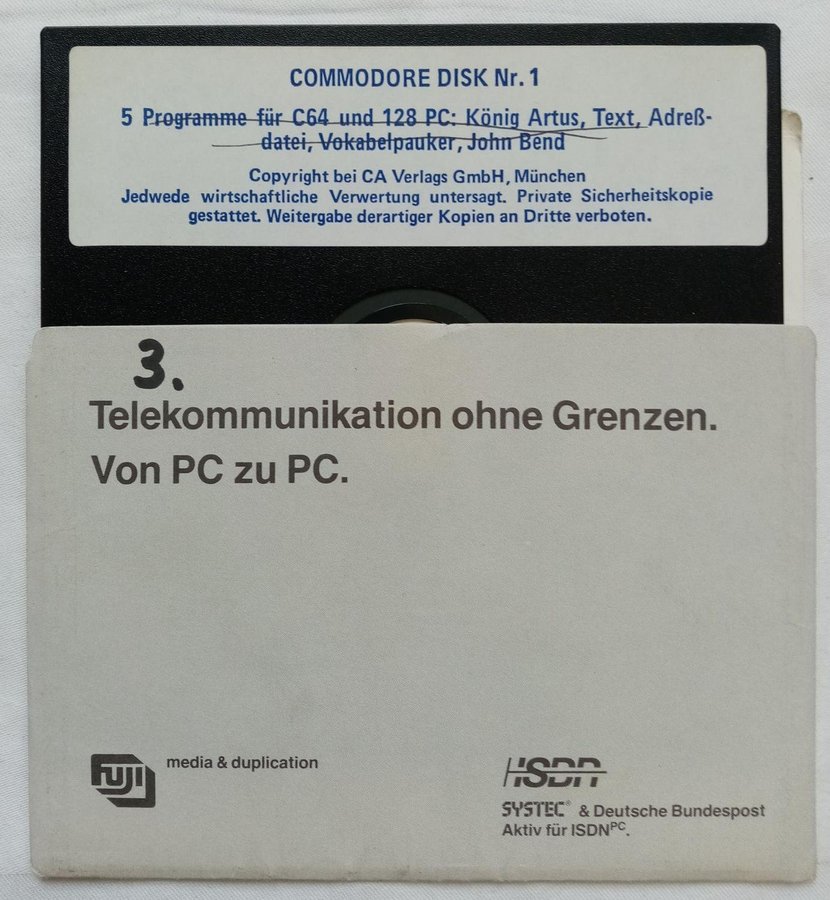 COMMODORE DISK Nr. 1
5 Programme für C64 und 128 PC: König Artus, Text, Adreß-
datei, Vokabelpauker, John Bend
Copyright bei CA Verlags GmbH, München
Jedwede wirtschaftliche Verwertung untersagt. Private Sicherheitskopie
gestattet. Weitergabe derartiger Kopien an Dritte verboten.
3.
Telekommunikation ohne Grenzen.
Von PC zu PC.
FUJI media & duplication
ISDN
SYSTEC® & Deutsche Bundespost
Aktiv für ISDNᴾᶜ.